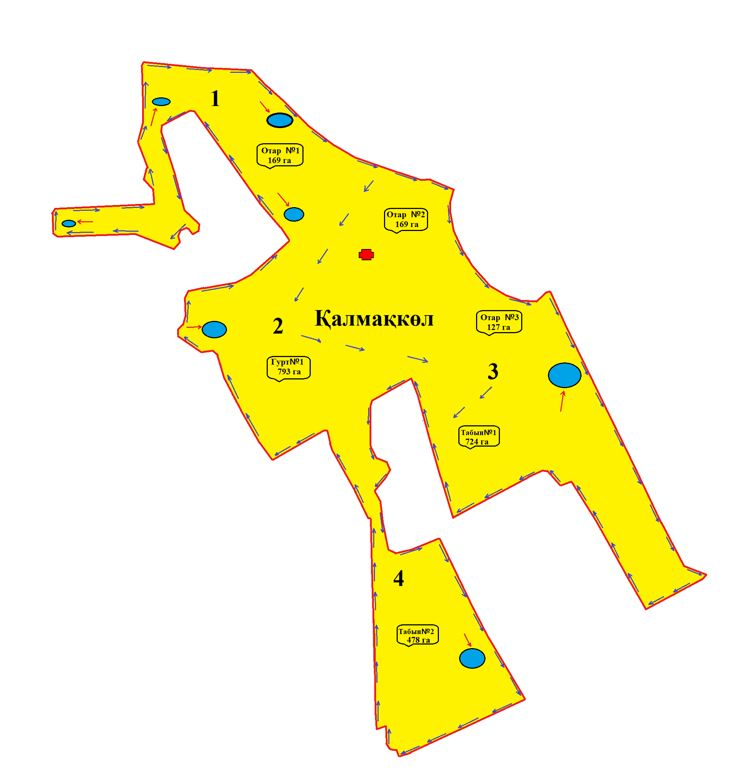 1
Отар №1
169 га
Отар №2
169 га
Қалмақкөл
Отар №3
127 га
2
Гурт№1
793 га
3
Табын№1
724 га
4
Табын№2
478 га